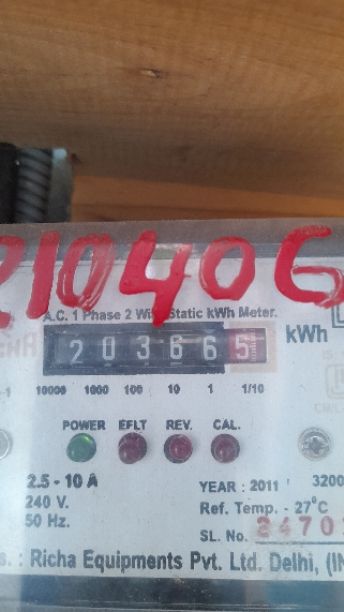 210406
A.C. 1 Phase 2 Wire Static kWh Meter.
203665 kWh
10000 1000 100 10 1 1/10
POWER EFLT REV. CAL.
2.5 - 10 A
240 V.
50 Hz.
YEAR : 2011 3200
Ref. Temp. - 27°C
SL. No. 3470
s. : Richa Equipments Pvt. Ltd. Delhi, (IN